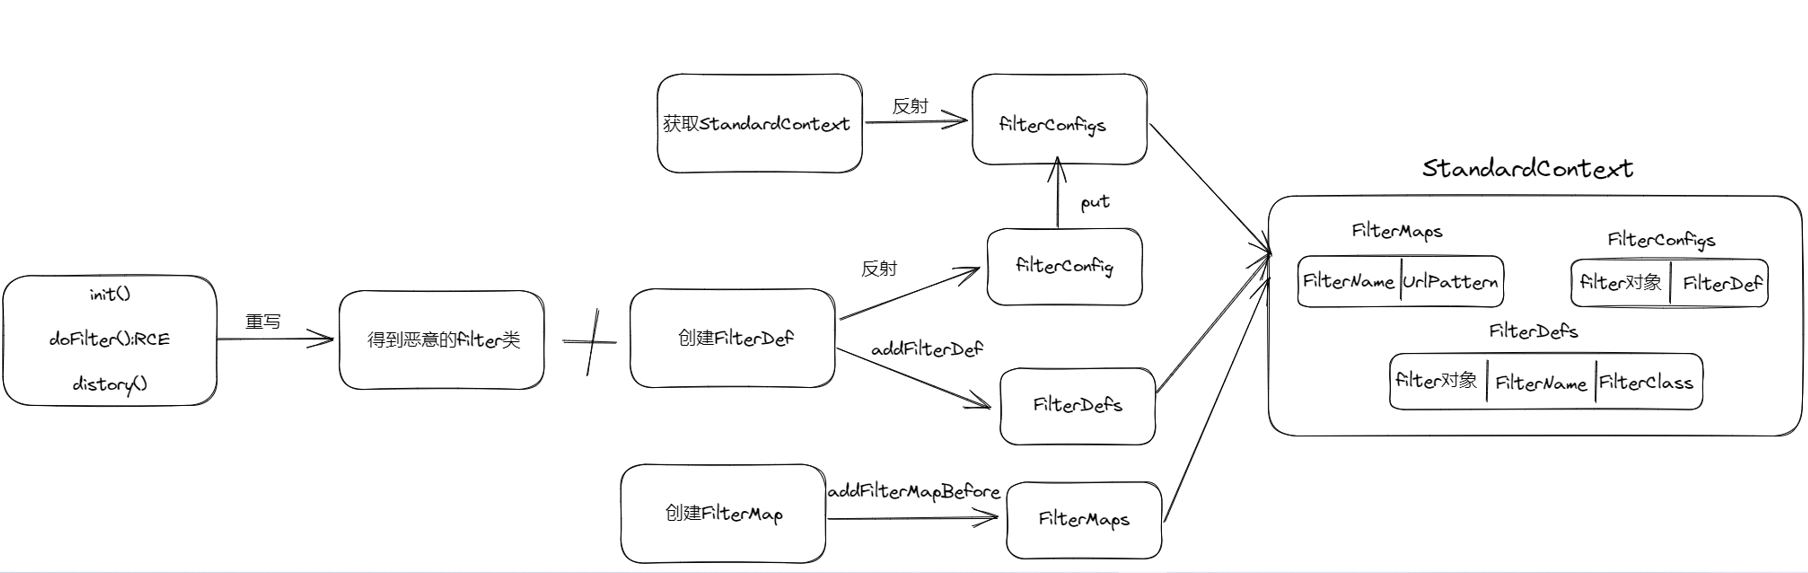 init()
doFilter():RCE
distory()
重写
得到恶意的filter类
获取StandardContext
反射
filterConfigs
put
filterConfig
反射
创建FilterDef
addFilterDef
FilterDefs
创建FilterMap
addFilterMapBefore
FilterMaps
StandardContext
FilterMaps
FilterName UrlPattern
FilterConfigs
filter对象 FilterDef
FilterDefs
filter对象 FilterName FilterClass